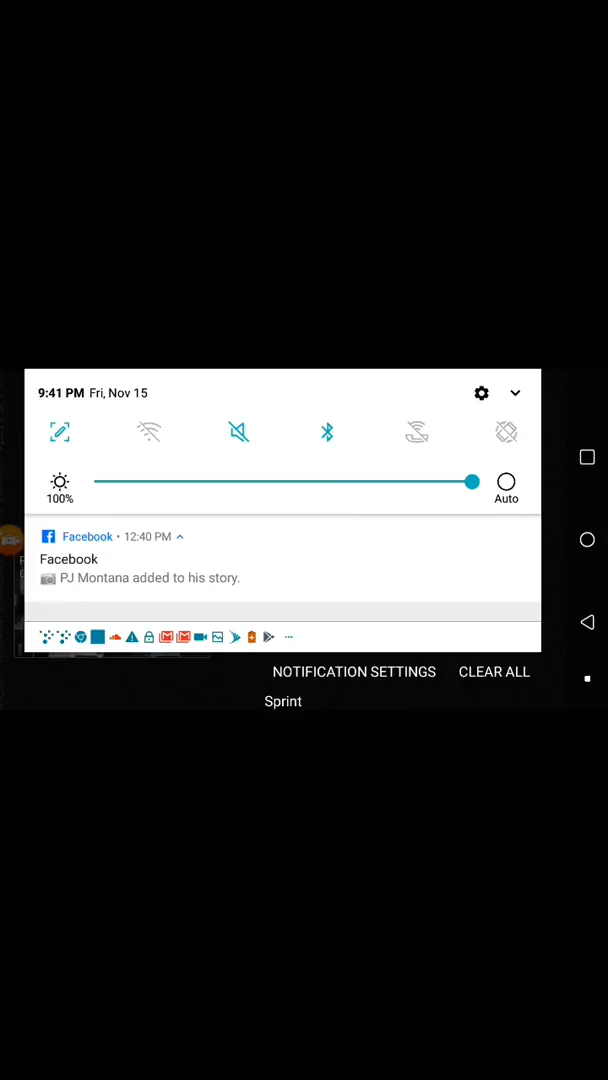 9:41 PM Fri, Nov 15
100%
Auto
Facebook • 12:40 PM
Facebook
PJ Montana added to his story.
NOTIFICATION SETTINGS CLEAR ALL
Sprint